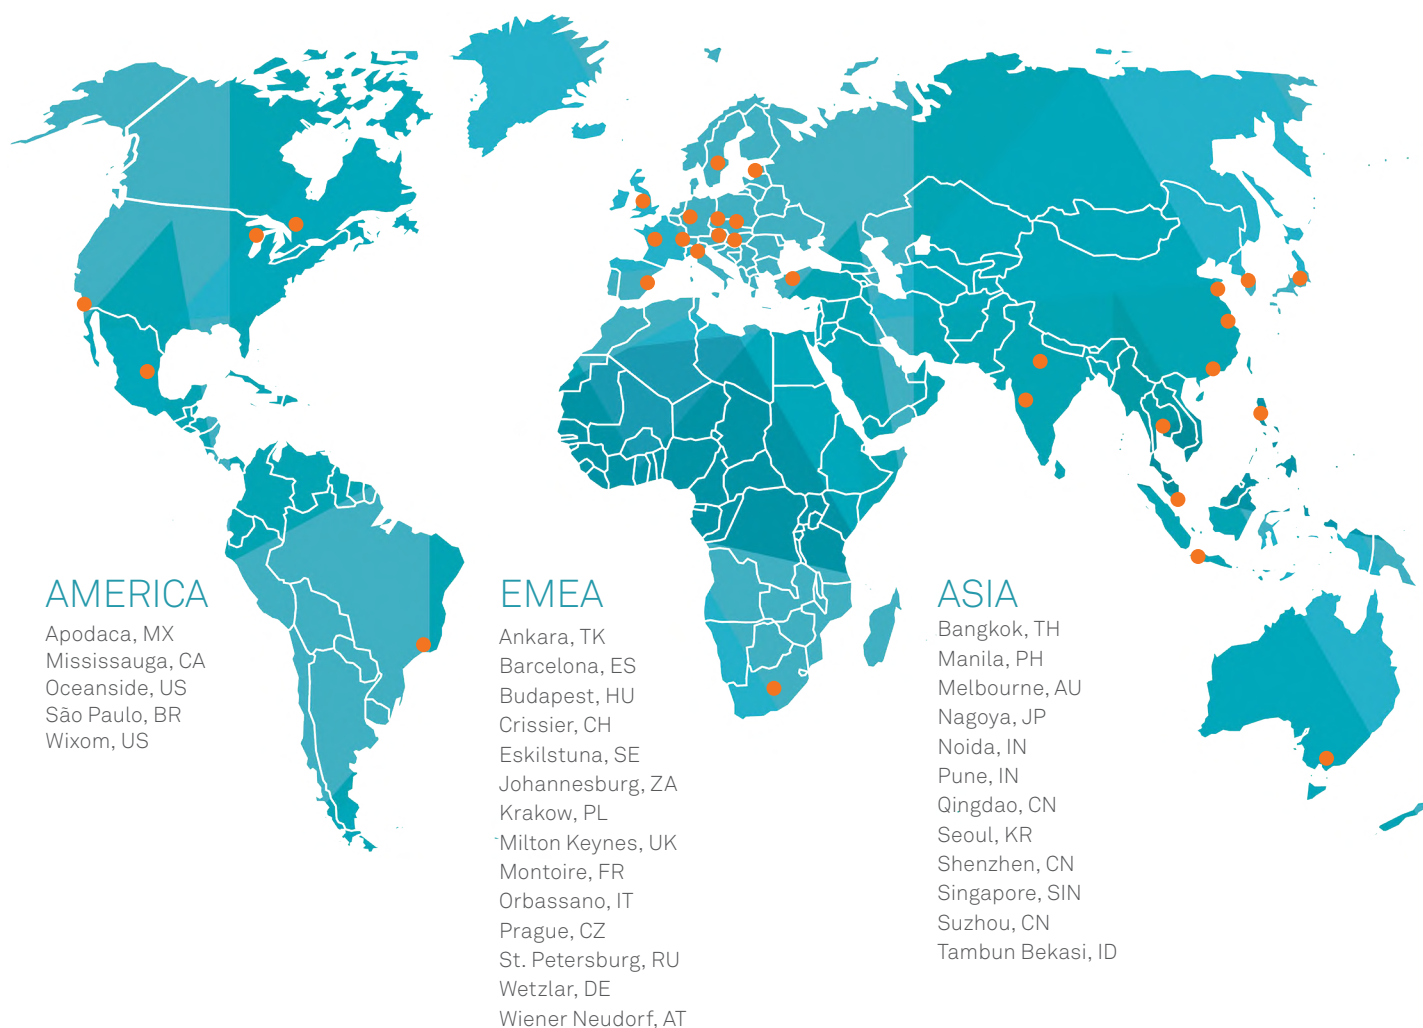 AMERICA
Apodaca, MX
Mississauga, CA
Oceanside, US
São Paulo, BR
Wixom, US
EMEA
Ankara, TK
Barcelona, ES
Budapest, HU
Crissier, CH
Eskilstuna, SE
Johannesburg, ZA
Krakow, PL
Milton Keynes, UK
Montoire, FR
Orbassano, IT
Prague, CZ
St. Petersburg, RU
Wetzlar, DE
Wiener Neudorf, AT
ASIA
Bangkok, TH
Manila, PH
Melbourne, AU
Nagoya, JP
Noida, IN
Pune, IN
Qingdao, CN
Seoul, KR
Shenzhen, CN
Singapore, SIN
Suzhou, CN
Tambun Bekasi, ID